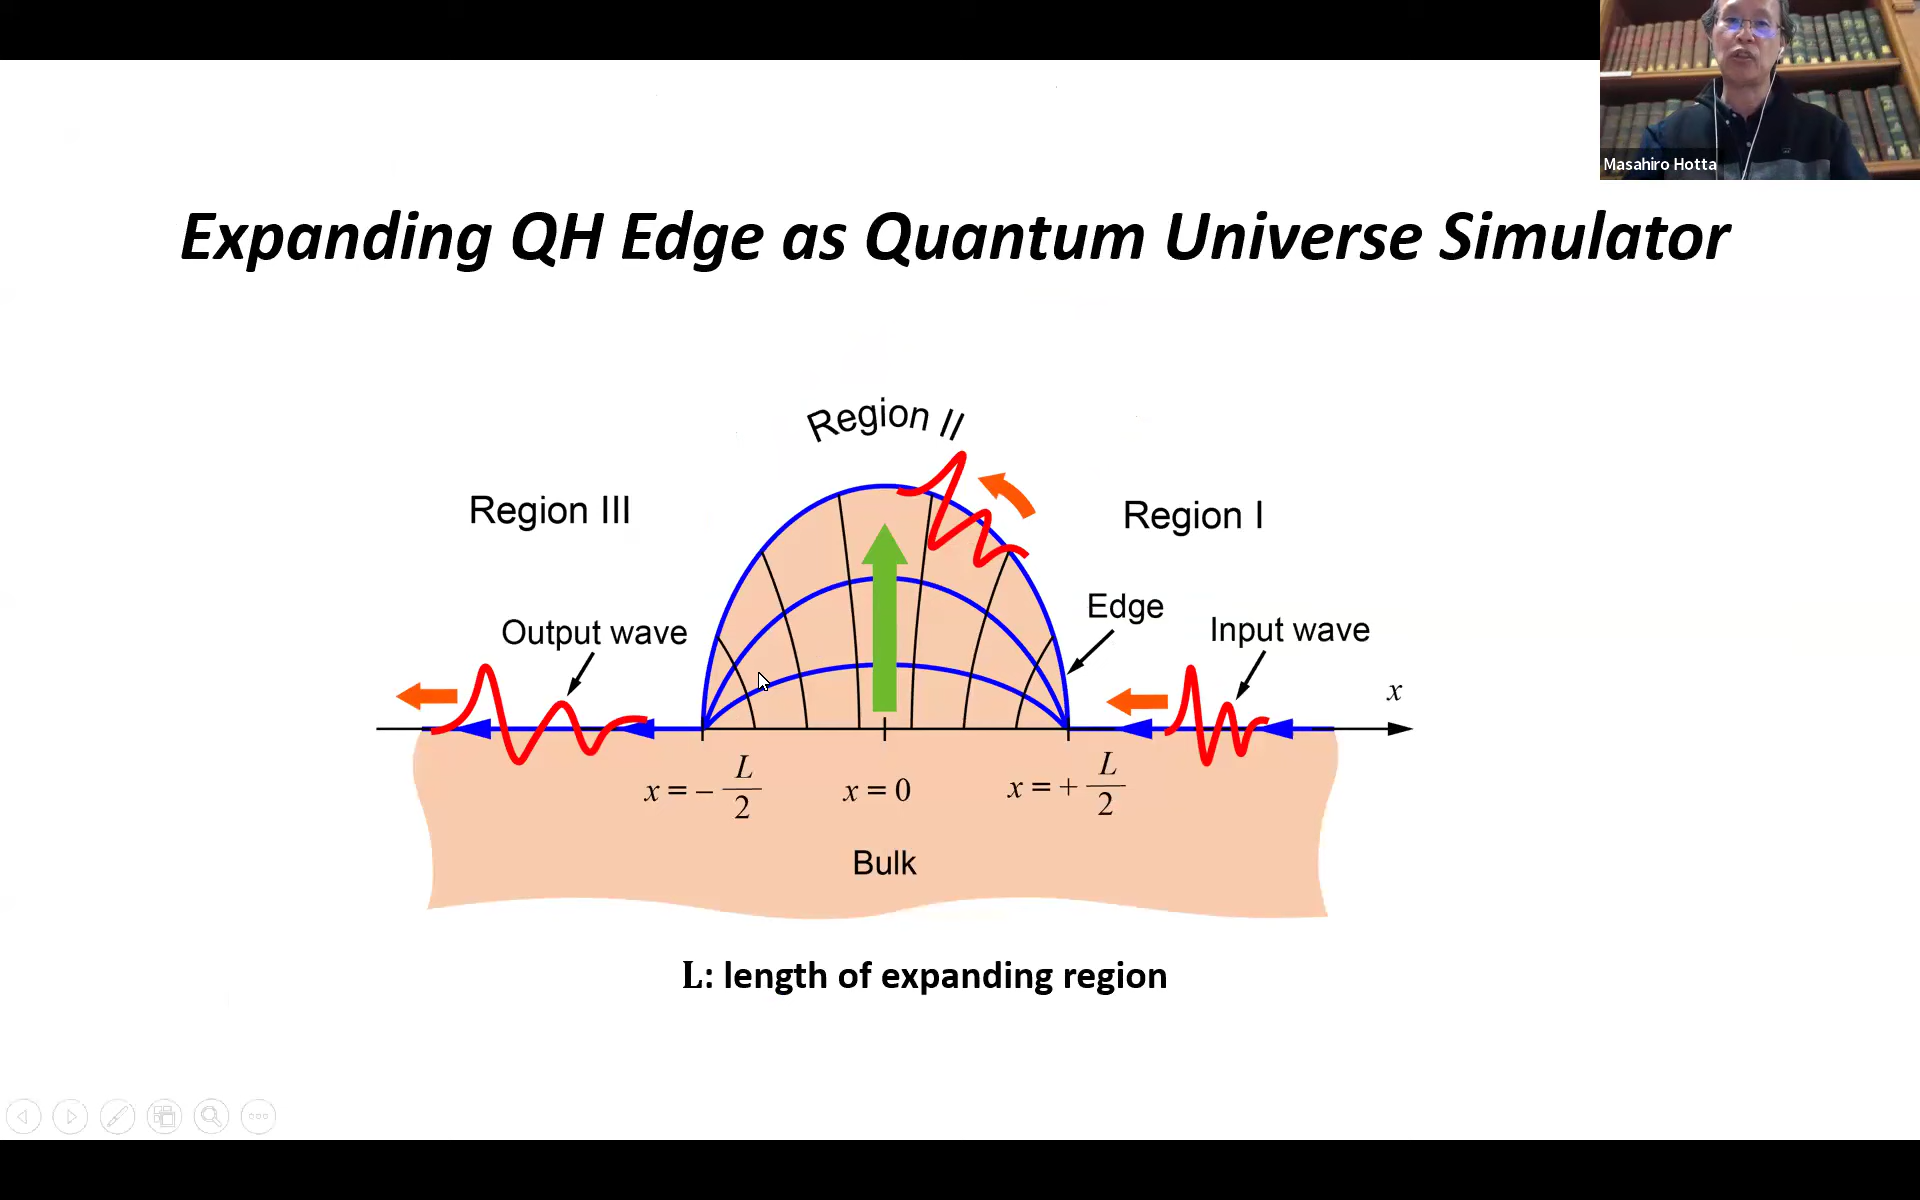 Masahiro Hotta
Expanding QH Edge as Quantum Universe Simulator
Region II
Region III
Region I
Edge
Output wave
Input wave
x
x = – L/2
x = 0
x = + L/2
Bulk
L: length of expanding region